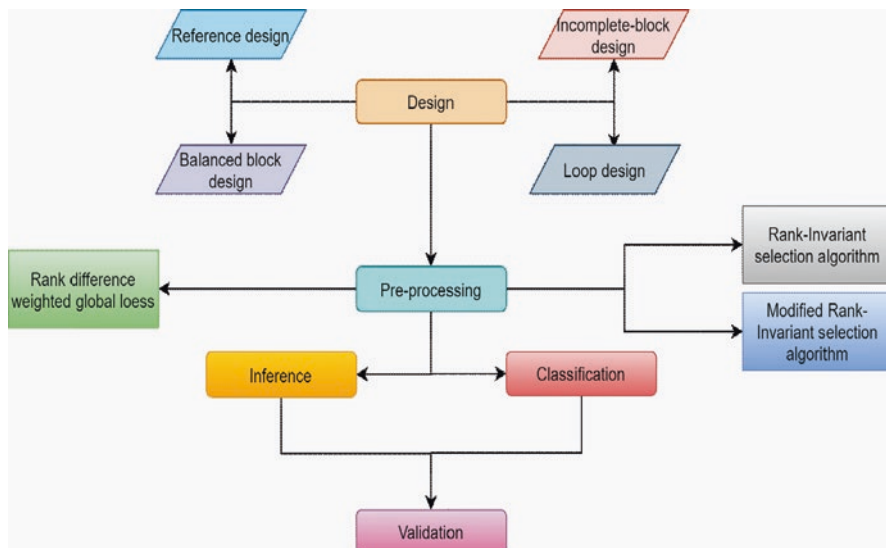 Reference design
Incomplete-block
design
Design
Balanced block
design
Loop design
Rank-Invariant
selection algorithm
Rank difference
weighted global loess
Pre-processing
Modified Rank-
Invariant selection
algorithm
Inference
Classification
Validation